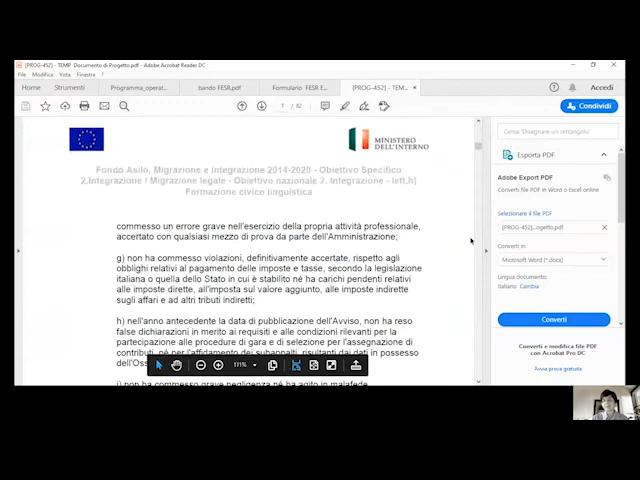 [PROG-452] - TEMP Documento di Progetto.pdf - Adobe Acrobat Reader DC
File Modifica Vista Finestra ?
Home Strumenti Programma_operat... bando FESR.pdf Formulario FESR E... [PROG-452] - TEM... × Accedi
7 / 82 Condividi
MINISTERO
DELL'INTERNO
Fondo Asilo, Migrazione e Integrazione 2014-2020 - Obiettivo Specifico
2.Integrazione / Migrazione legale - Obiettivo nazionale 2. Integrazione - lett.h)
Formazione civico linguistica
commesso un errore grave nell'esercizio della propria attività professionale,
accertato con qualsiasi mezzo di prova da parte dell'Amministrazione;
g) non ha commesso violazioni, definitivamente accertate, rispetto agli
obblighi relativi al pagamento delle imposte e tasse, secondo la legislazione
italiana o quella dello Stato in cui è stabilito né ha carichi pendenti relativi
alle imposte dirette, all'imposta sul valore aggiunto, alle imposte indirette
sugli affari e ad altri tributi indiretti;
h) nell'anno antecedente la data di pubblicazione dell'Avviso, non ha reso
false dichiarazioni in merito ai requisiti e alle condizioni rilevanti per la
partecipazione alle procedure di gara e di selezione per l'assegnazione di
contributi, né per l'affidamento dei subappalti, risultanti dai dati in possesso
dell'Oss
111%
i) non ha commesso grave negligenza né ha agito in malafede
Cerca 'Disegnare un rettangolo'
Esporta PDF
Adobe Export PDF
Converti file PDF in Word o Excel online
Selezionare il file PDF
[PROG-452]...ogetto.pdf ×
Converti in
Microsoft Word (*.docx)
Lingua documento:
Italiano Cambia
Converti
Converti e modifica file PDF
con Acrobat Pro DC
Avvia prova gratuita